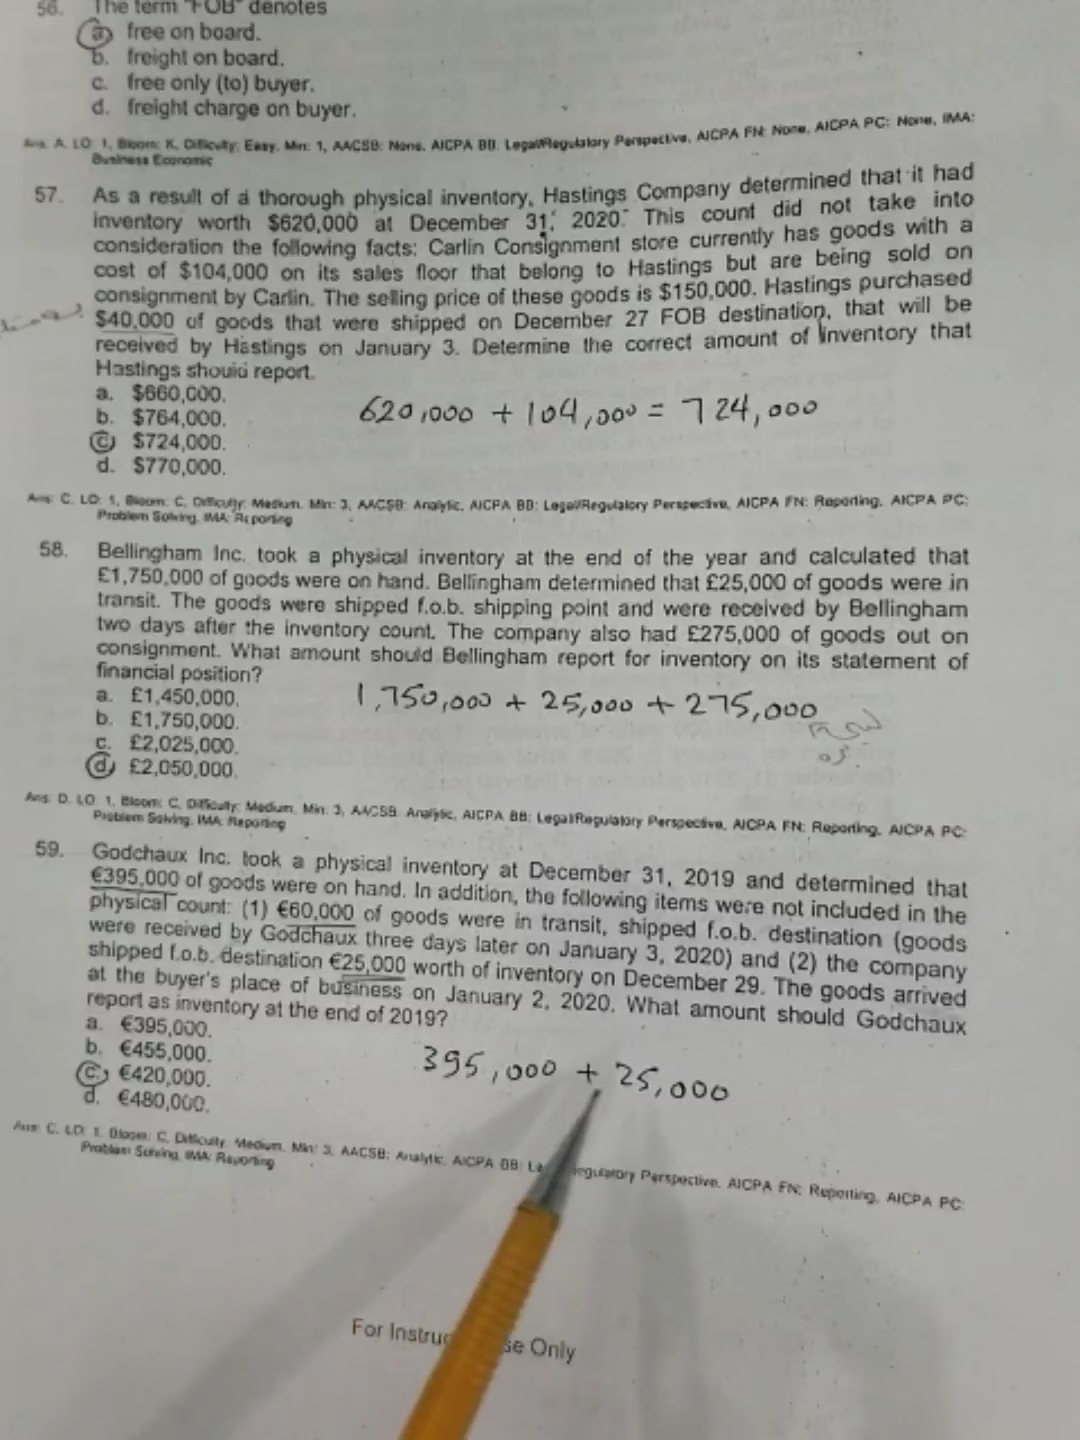 56. The term "FOB" denotes
a. free on board.
b. freight on board.
c. free only (to) buyer.
d. freight charge on buyer.
Ans: A, LO: 1, Bloom: K, Difficulty: Easy, Min: 1, AACSB: None, AICPA BB: Legal/Regulatory Perspective, AICPA FN: None, AICPA PC: None, IMA:
Business Economic
57. As a result of a thorough physical inventory, Hastings Company determined that it had
inventory worth $620,000 at December 31, 2020. This count did not take into
consideration the following facts: Carlin Consignment store currently has goods with a
cost of $104,000 on its sales floor that belong to Hastings but are being sold on
consignment by Carlin. The selling price of these goods is $150,000. Hastings purchased
$40,000 of goods that were shipped on December 27 FOB destination, that will be
received by Hastings on January 3. Determine the correct amount of inventory that
Hastings should report.
a. $660,000.
b. $764,000.
c. $724,000.
d. $770,000.
620,000 + 104,000 = 724,000
Ans: C, LO: 1, Bloom: C, Difficulty: Medium, Min: 3, AACSB: Analytic, AICPA BB: Legal/Regulatory Perspective, AICPA FN: Reporting, AICPA PC:
Problem Solving, IMA: Reporting
58. Bellingham Inc. took a physical inventory at the end of the year and calculated that
£1,750,000 of goods were on hand. Bellingham determined that £25,000 of goods were in
transit. The goods were shipped f.o.b. shipping point and were received by Bellingham
two days after the inventory count. The company also had £275,000 of goods out on
consignment. What amount should Bellingham report for inventory on its statement of
financial position?
a. £1,450,000.
b. £1,750,000.
c. £2,025,000.
d. £2,050,000.
1,750,000 + 25,000 + 275,000
Ans: D, LO: 1, Bloom: C, Difficulty: Medium, Min: 3, AACSB: Analytic, AICPA BB: Legal/Regulatory Perspective, AICPA FN: Reporting, AICPA PC:
Problem Solving, IMA: Reporting
59. Godchaux Inc. took a physical inventory at December 31, 2019 and determined that
€395,000 of goods were on hand. In addition, the following items were not included in the
physical count: (1) €60,000 of goods were in transit, shipped f.o.b. destination (goods
were received by Godchaux three days later on January 3, 2020) and (2) the company
shipped f.o.b. destination €25,000 worth of inventory on December 29. The goods arrived
at the buyer's place of business on January 2, 2020. What amount should Godchaux
report as inventory at the end of 2019?
a. €395,000.
b. €455,000.
c. €420,000.
d. €480,000.
395,000 + 25,000
Ans: C, LO: 1, Bloom: C, Difficulty: Medium, Min: 3, AACSB: Analytic, AICPA BB: Le egulatory Perspective, AICPA FN: Reporting, AICPA PC:
Problem Solving, IMA: Reporting
For Instruc se Only